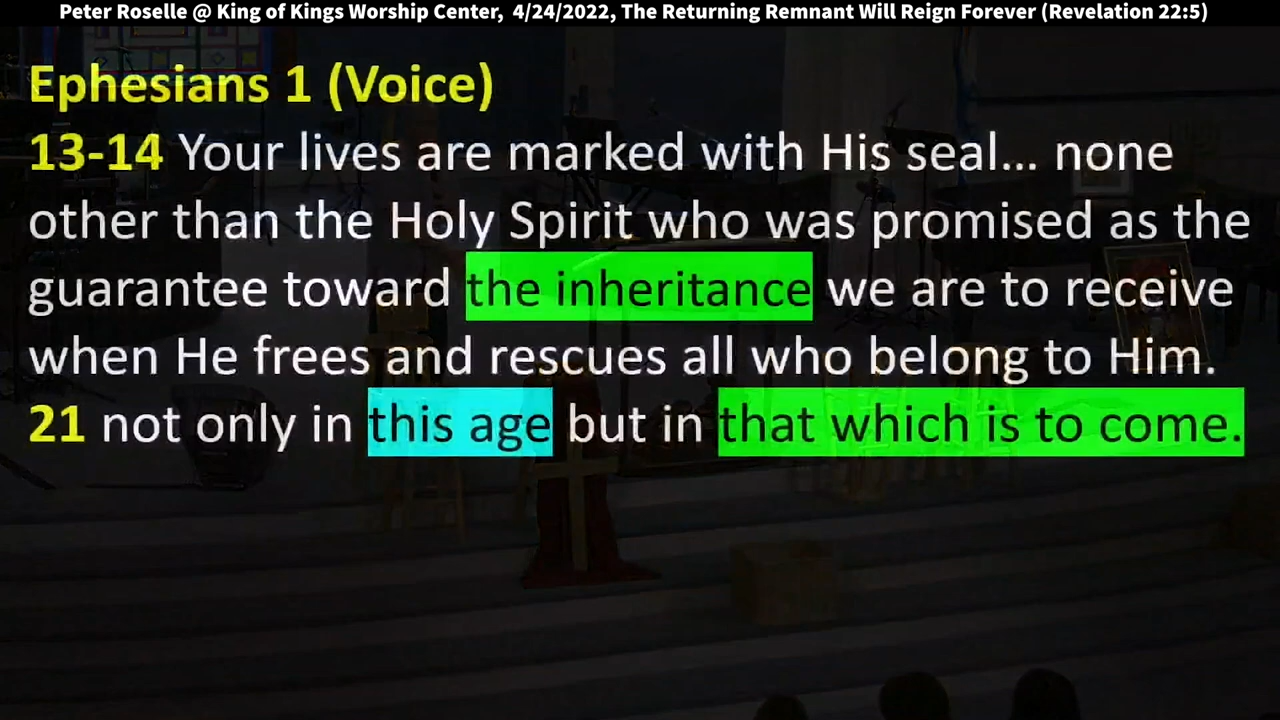 Peter Roselle @ King of Kings Worship Center,  4/24/2022, The Returning Remnant Will Reign Forever (Revelation 22:5)
Ephesians 1 (Voice)
13-14 Your lives are marked with His seal... none
other than the Holy Spirit who was promised as the
guarantee toward the inheritance we are to receive
when He frees and rescues all who belong to Him.
21 not only in this age but in that which is to come.